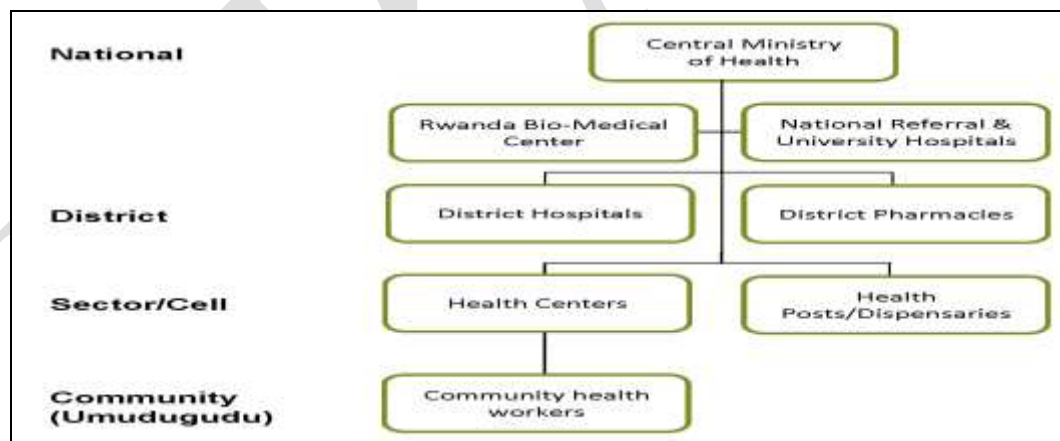 National
Central Ministry
of Health
Rwanda Bio-Medical
Center
National Referral &
University Hospitals
District
District Hospitals
District Pharmacies
Sector/Cell
Health Centers
Health
Posts/Dispensaries
Community
(Umudugudu)
Community health
workers